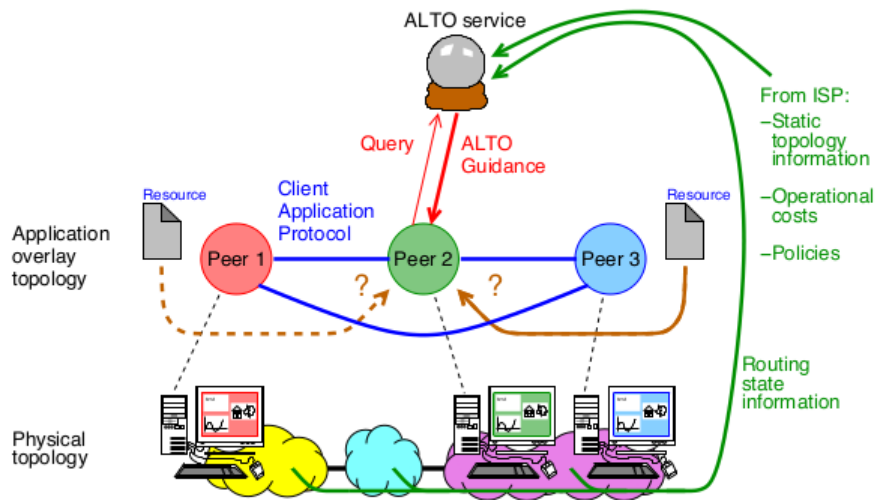 ALTO service
From ISP:
–Static
topology
information
–Operational
costs
–Policies
Query
ALTO
Guidance
Resource
Client
Application
Protocol
Resource
Application
overlay
topology
Peer 1
Peer 2
Peer 3
?
?
Routing
state
information
Physical
topology